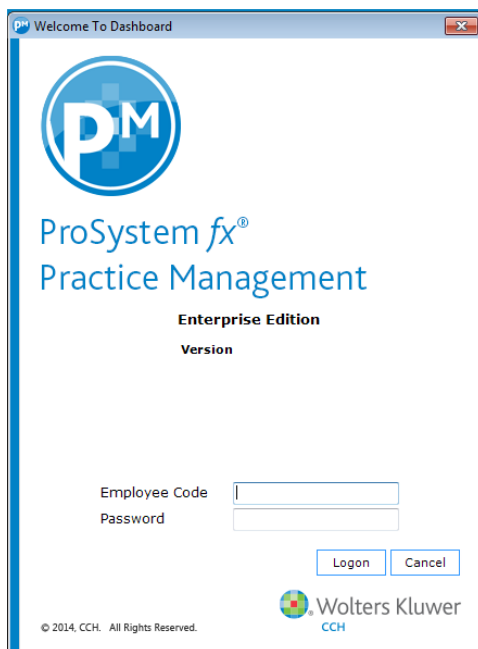 PM Welcome To Dashboard
PM
ProSystem fx®
Practice Management
Enterprise Edition
Version
Employee Code
Password
Logon Cancel
Wolters Kluwer
CCH
© 2014, CCH. All Rights Reserved.